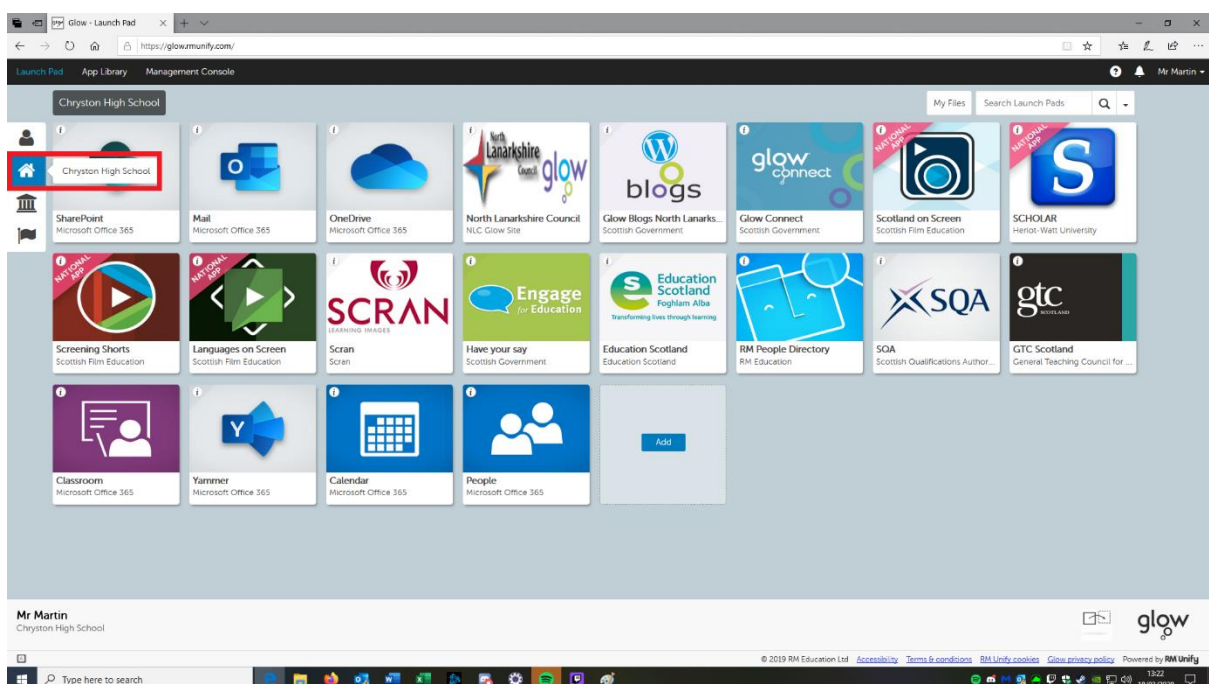 Glow - Launch Pad
https://glow.rmunify.com/
Launch Pad App Library Management Console Mr Martin
Chryston High School My Files Search Launch Pads
Chryston High School
North Lanarkshire Council glow
blogs
glow connect
NATIONAL APP
NATIONAL APP
S
SharePoint
Microsoft Office 365
Mail
Microsoft Office 365
OneDrive
Microsoft Office 365
North Lanarkshire Council
NLC Glow Site
Glow Blogs North Lanarks...
Scottish Government
Glow Connect
Scottish Government
Scotland on Screen
Scottish Film Education
SCHOLAR
Heriot-Watt University
NATIONAL APP
NATIONAL APP
SCRAN
LEARNING IMAGES
Engage
for Education
Education
Scotland
Foghlam Alba
Transforming lives through learning
SQA
gtc
SCOTLAND
Screening Shorts
Scottish Film Education
Languages on Screen
Scottish Film Education
Scran
Scran
Have your say
Scottish Government
Education Scotland
Education Scotland
RM People Directory
RM Education
SQA
Scottish Qualifications Author...
GTC Scotland
General Teaching Council for ...
Y
Add
Classroom
Microsoft Office 365
Yammer
Microsoft Office 365
Calendar
Microsoft Office 365
People
Microsoft Office 365
Mr Martin
Chryston High School
glow
© 2019 RM Education Ltd Accessibility Terms & conditions RM Unify cookies Glow privacy policy Powered by RM Unify
Type here to search
13:22